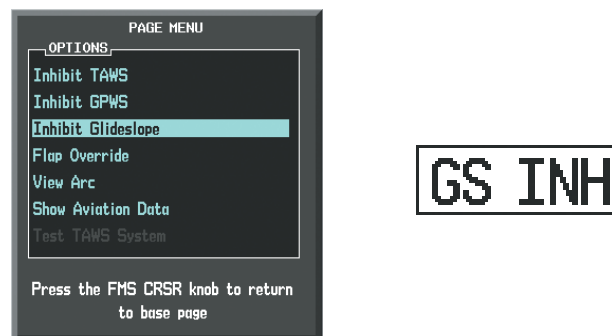 PAGE MENU
OPTIONS
Inhibit TAWS
Inhibit GPWS
Inhibit Glideslope
Flap Override
View Arc
Show Aviation Data
Test TAWS System
Press the FMS CRSR knob to return
to base page
GS INH